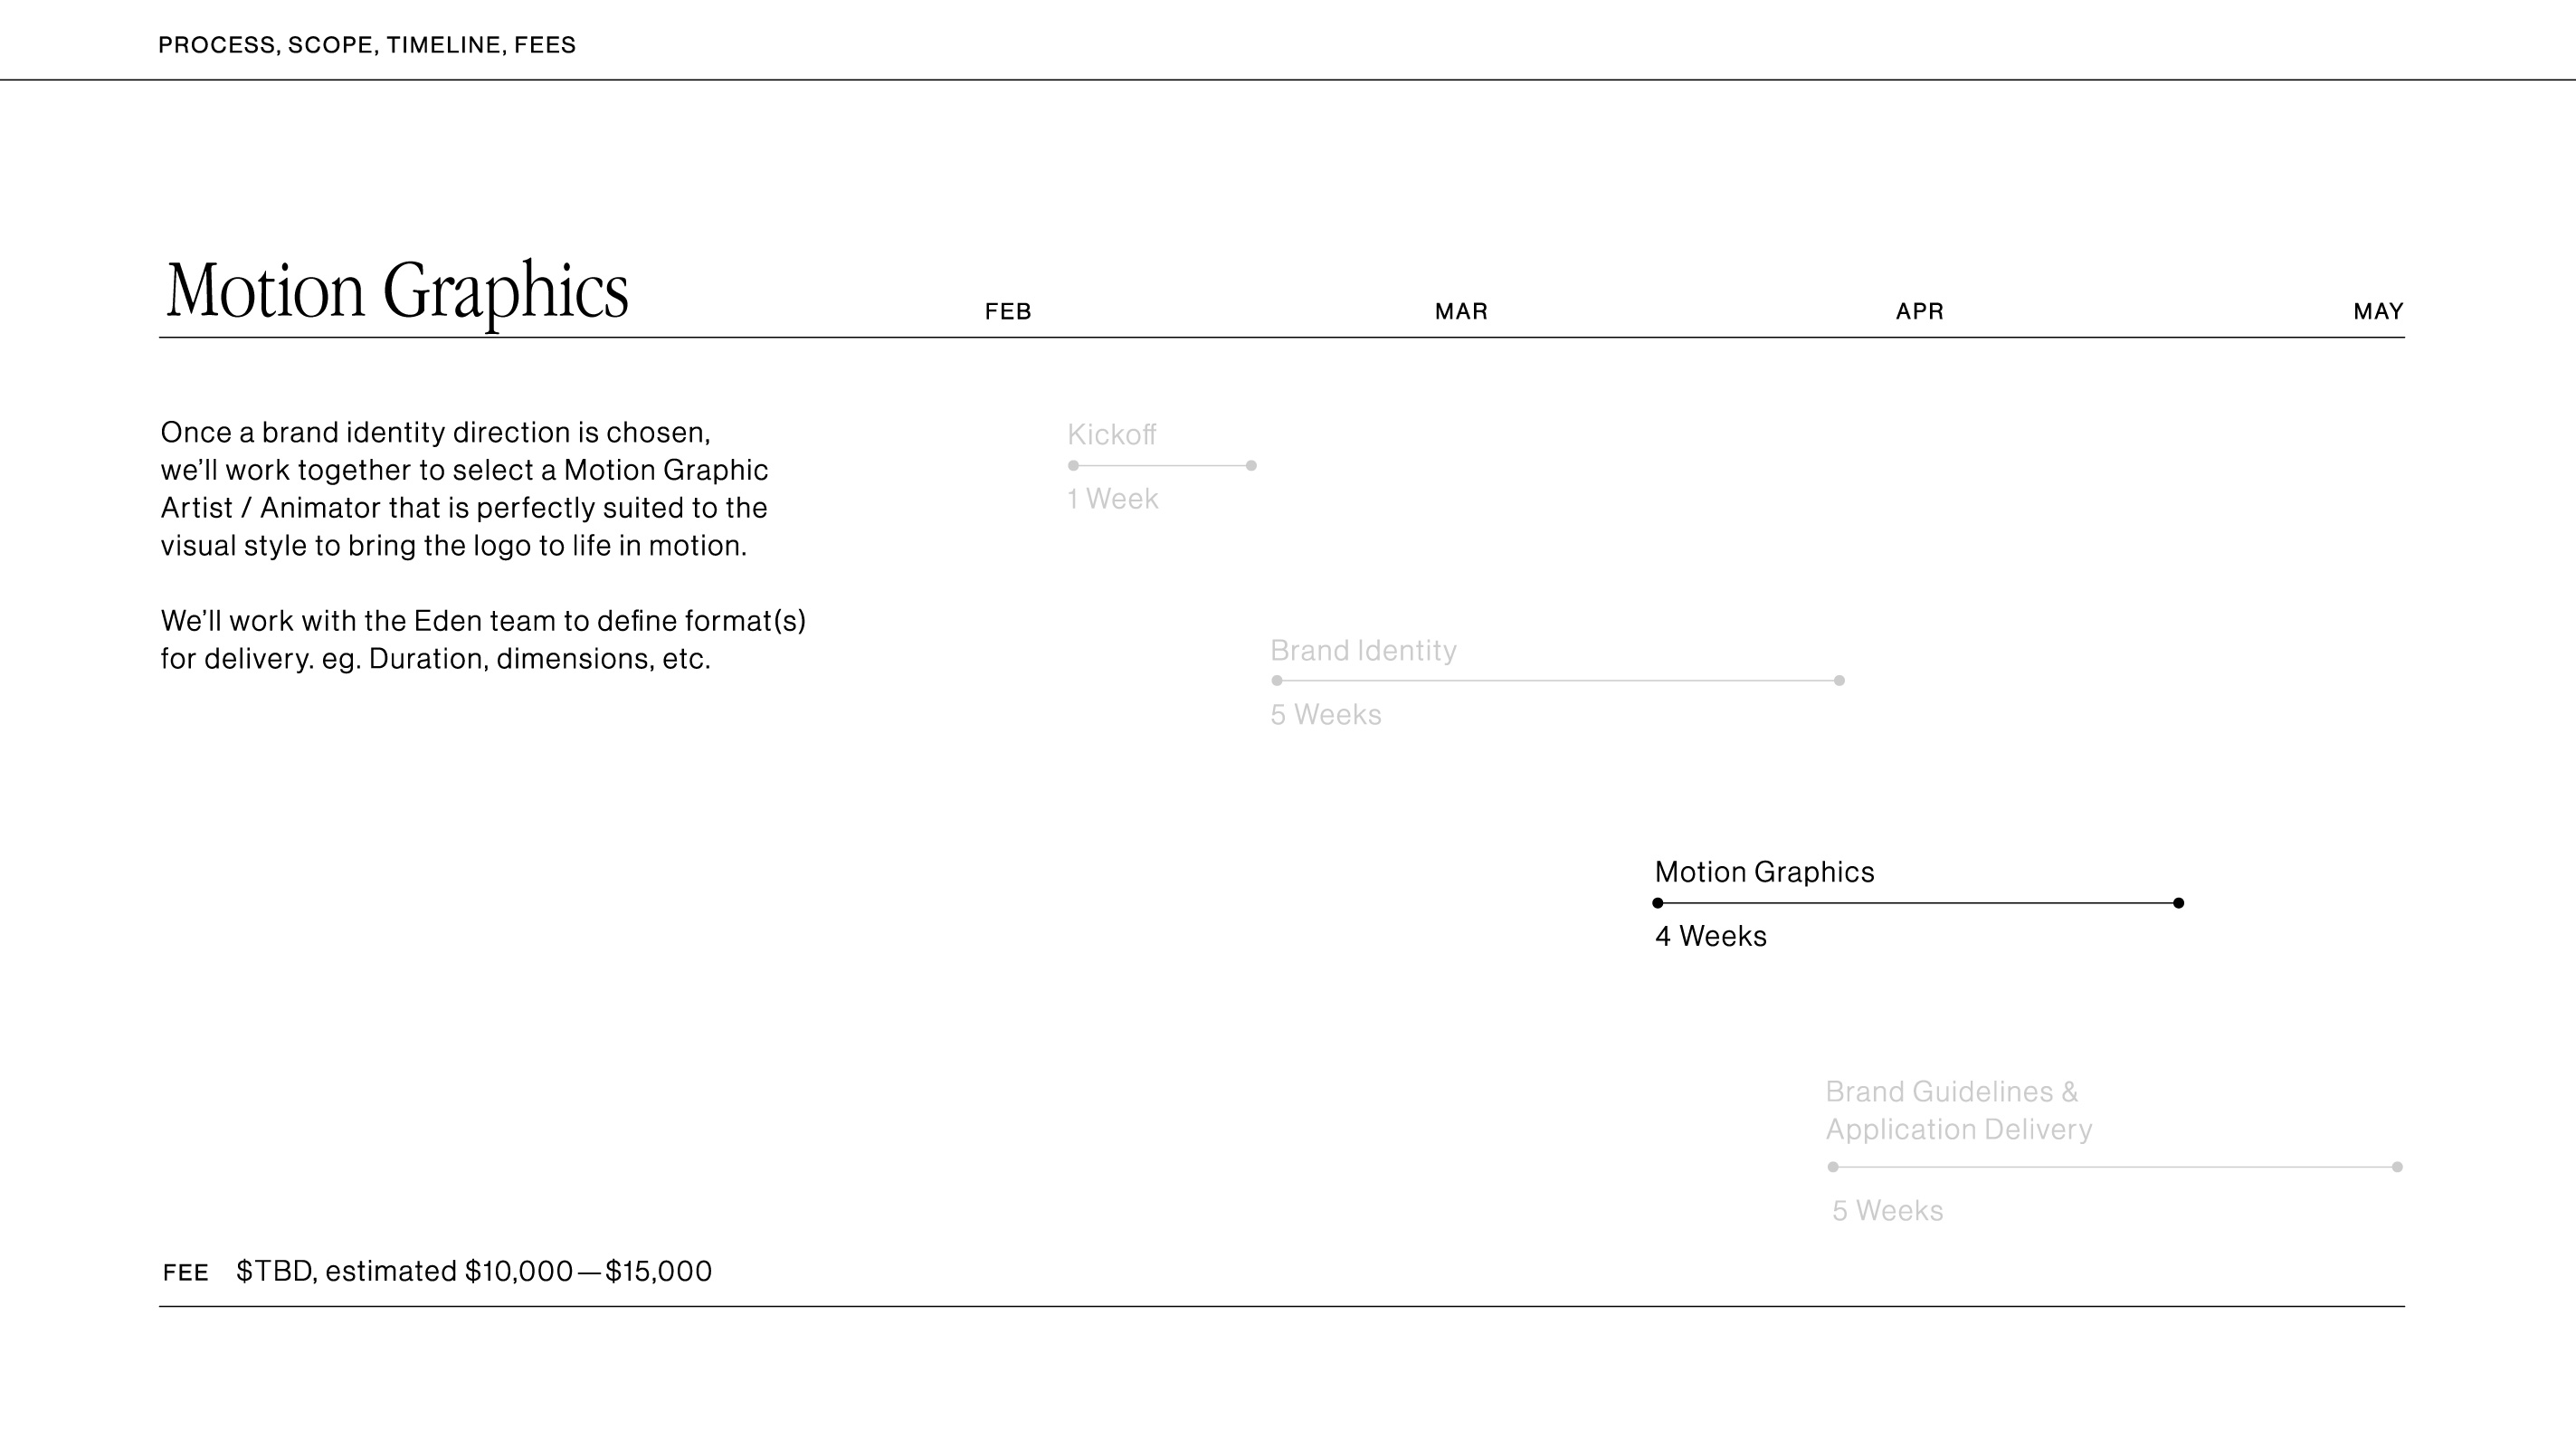 PROCESS, SCOPE, TIMELINE, FEES
Motion Graphics
FEB
MAR
APR
MAY
Once a brand identity direction is chosen,
we’ll work together to select a Motion Graphic
Artist / Animator that is perfectly suited to the
visual style to bring the logo to life in motion.
We’ll work with the Eden team to define format(s)
for delivery. eg. Duration, dimensions, etc.
Kickoff
1 Week
Brand Identity
5 Weeks
Motion Graphics
4 Weeks
Brand Guidelines &
Application Delivery
5 Weeks
FEE $TBD, estimated $10,000—$15,000